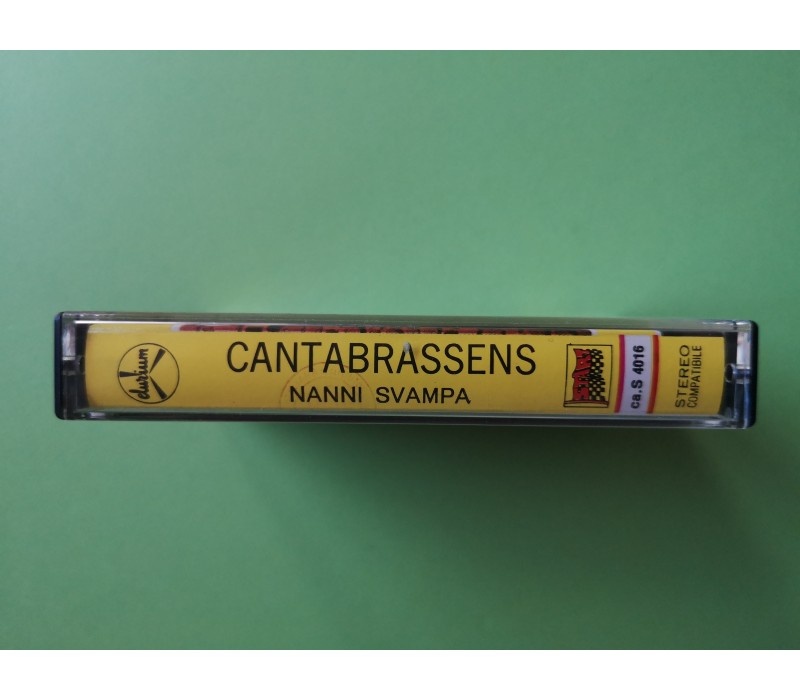 durium
CANTABRASSENS
NANNI SVAMPA
START
ca.S 4016
STEREO
COMPATIBILE